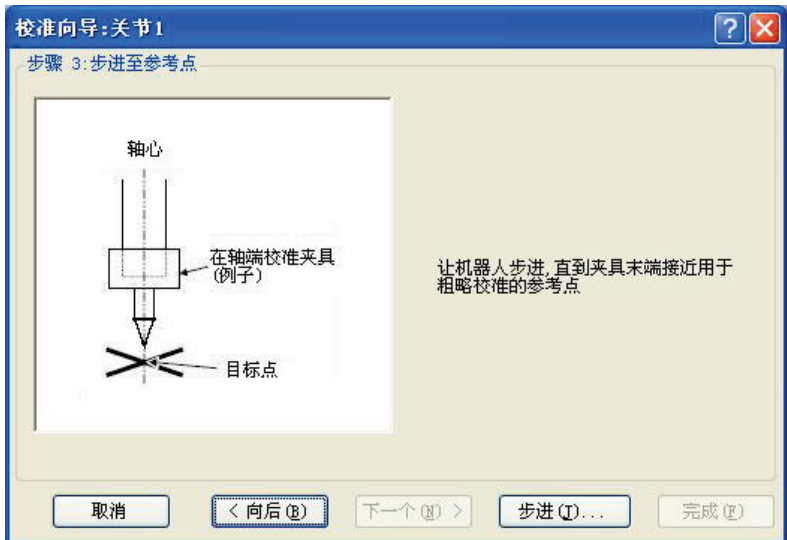 校准向导:关节1
步骤 3:步进至参考点
轴心
在轴端校准夹具
(例子)
目标点
让机器人步进,直到夹具末端接近用于
粗略校准的参考点
取消
< 向后(B)
下一个(N) >
步进(J)...
完成(F)